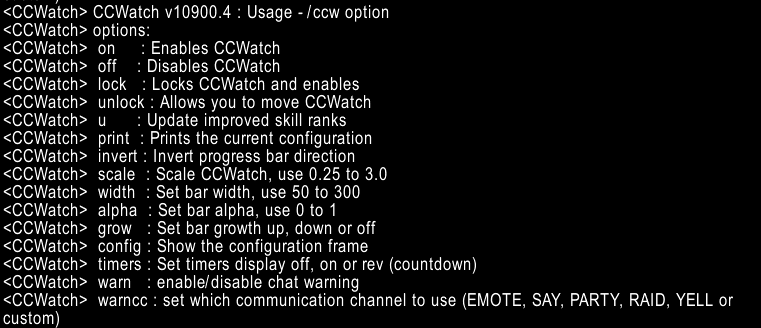 <CCWatch> CCWatch v10900.4 : Usage - /ccw option
<CCWatch> options:
<CCWatch>  on     : Enables CCWatch
<CCWatch>  off    : Disables CCWatch
<CCWatch>  lock   : Locks CCWatch and enables
<CCWatch>  unlock : Allows you to move CCWatch
<CCWatch>  u      : Update improved skill ranks
<CCWatch>  print  : Prints the current configuration
<CCWatch>  invert : Invert progress bar direction
<CCWatch>  scale  : Scale CCWatch, use 0.25 to 3.0
<CCWatch>  width  : Set bar width, use 50 to 300
<CCWatch>  alpha  : Set bar alpha, use 0 to 1
<CCWatch>  grow   : Set bar growth up, down or off
<CCWatch>  config : Show the configuration frame
<CCWatch>  timers : Set timers display off, on or rev (countdown)
<CCWatch>  warn   : enable/disable chat warning
<CCWatch>  warncc : set which communication channel to use (EMOTE, SAY, PARTY, RAID, YELL or
custom)